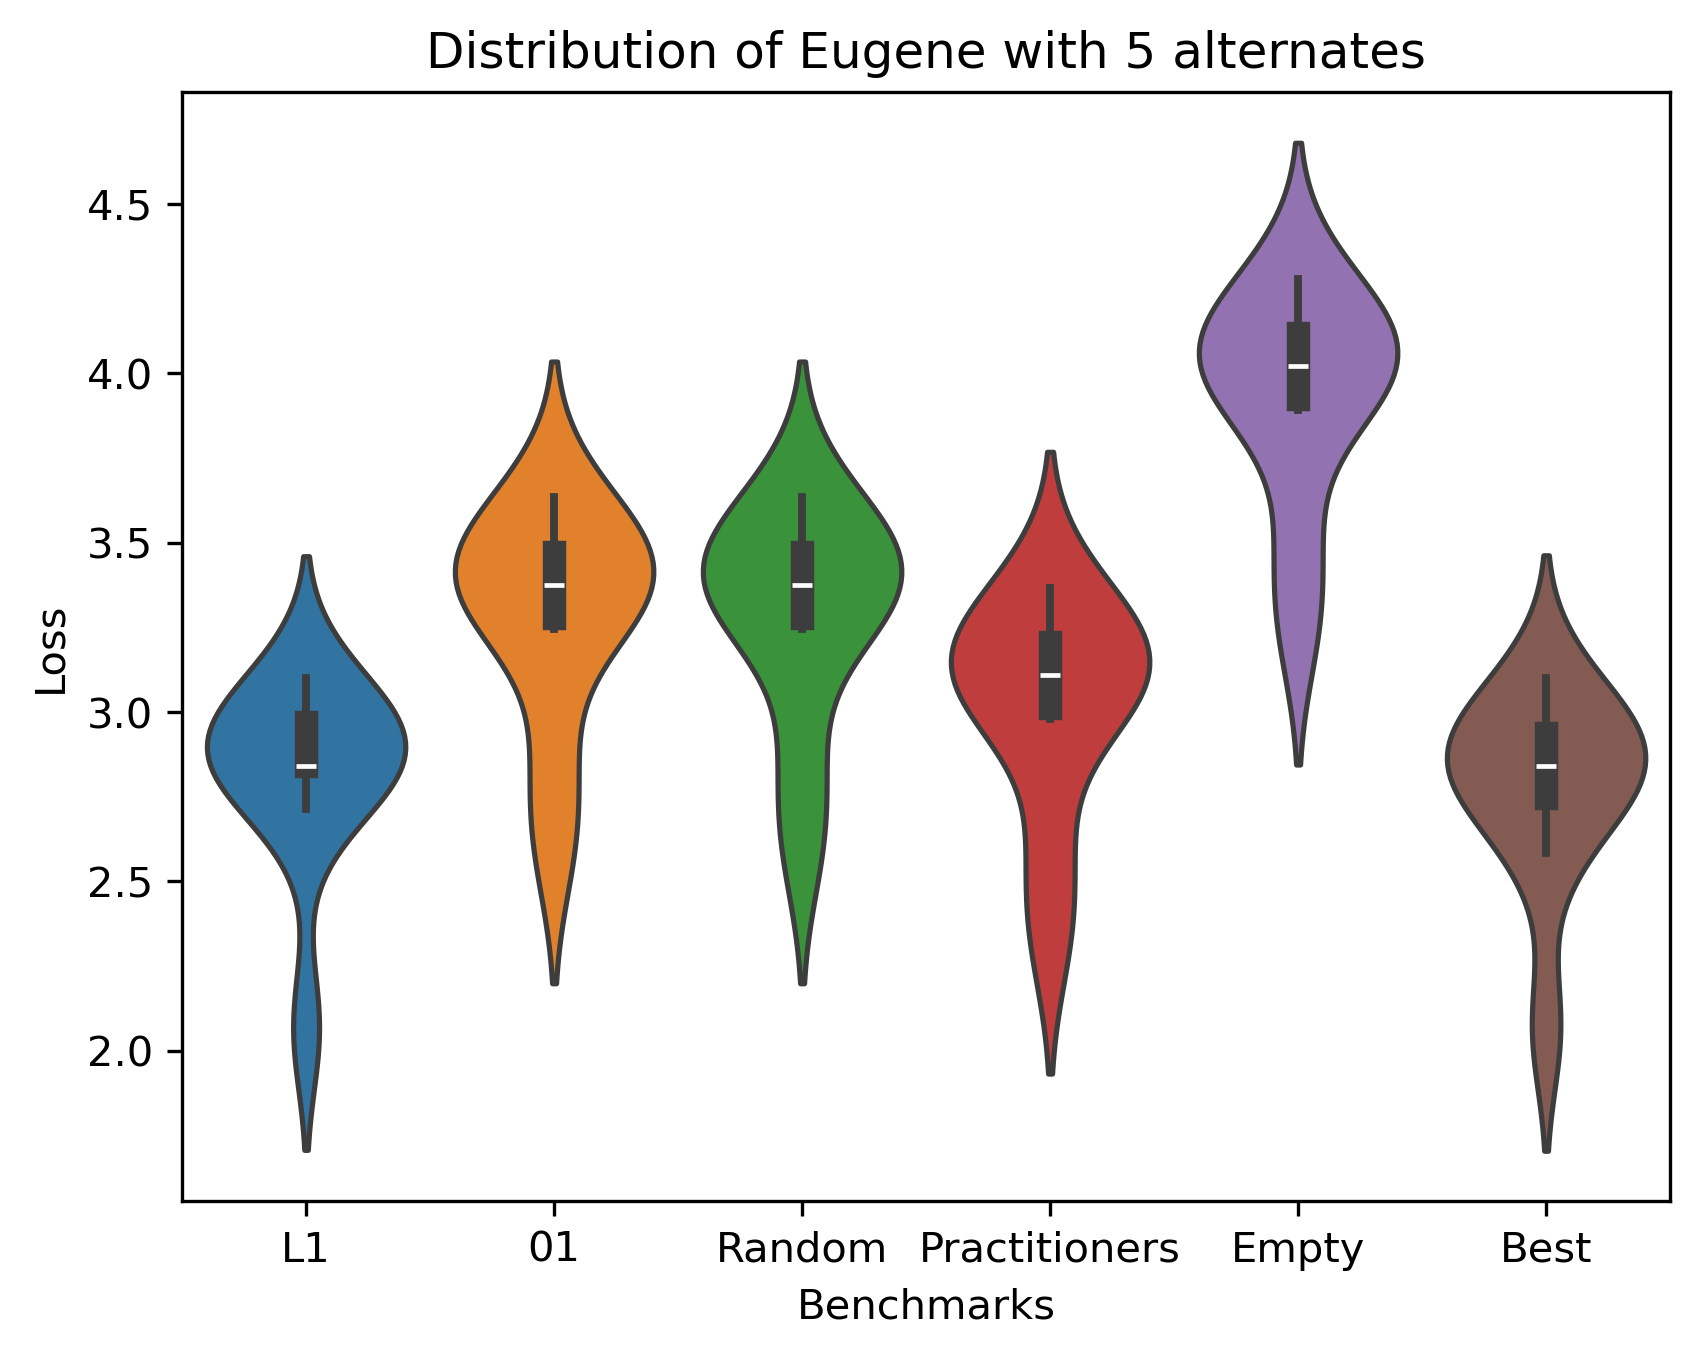 Distribution of Eugene with 5 alternates
4.5
4.0
3.5
3.0
2.5
2.0
Loss
L1 01 Random Practitioners Empty Best
Benchmarks